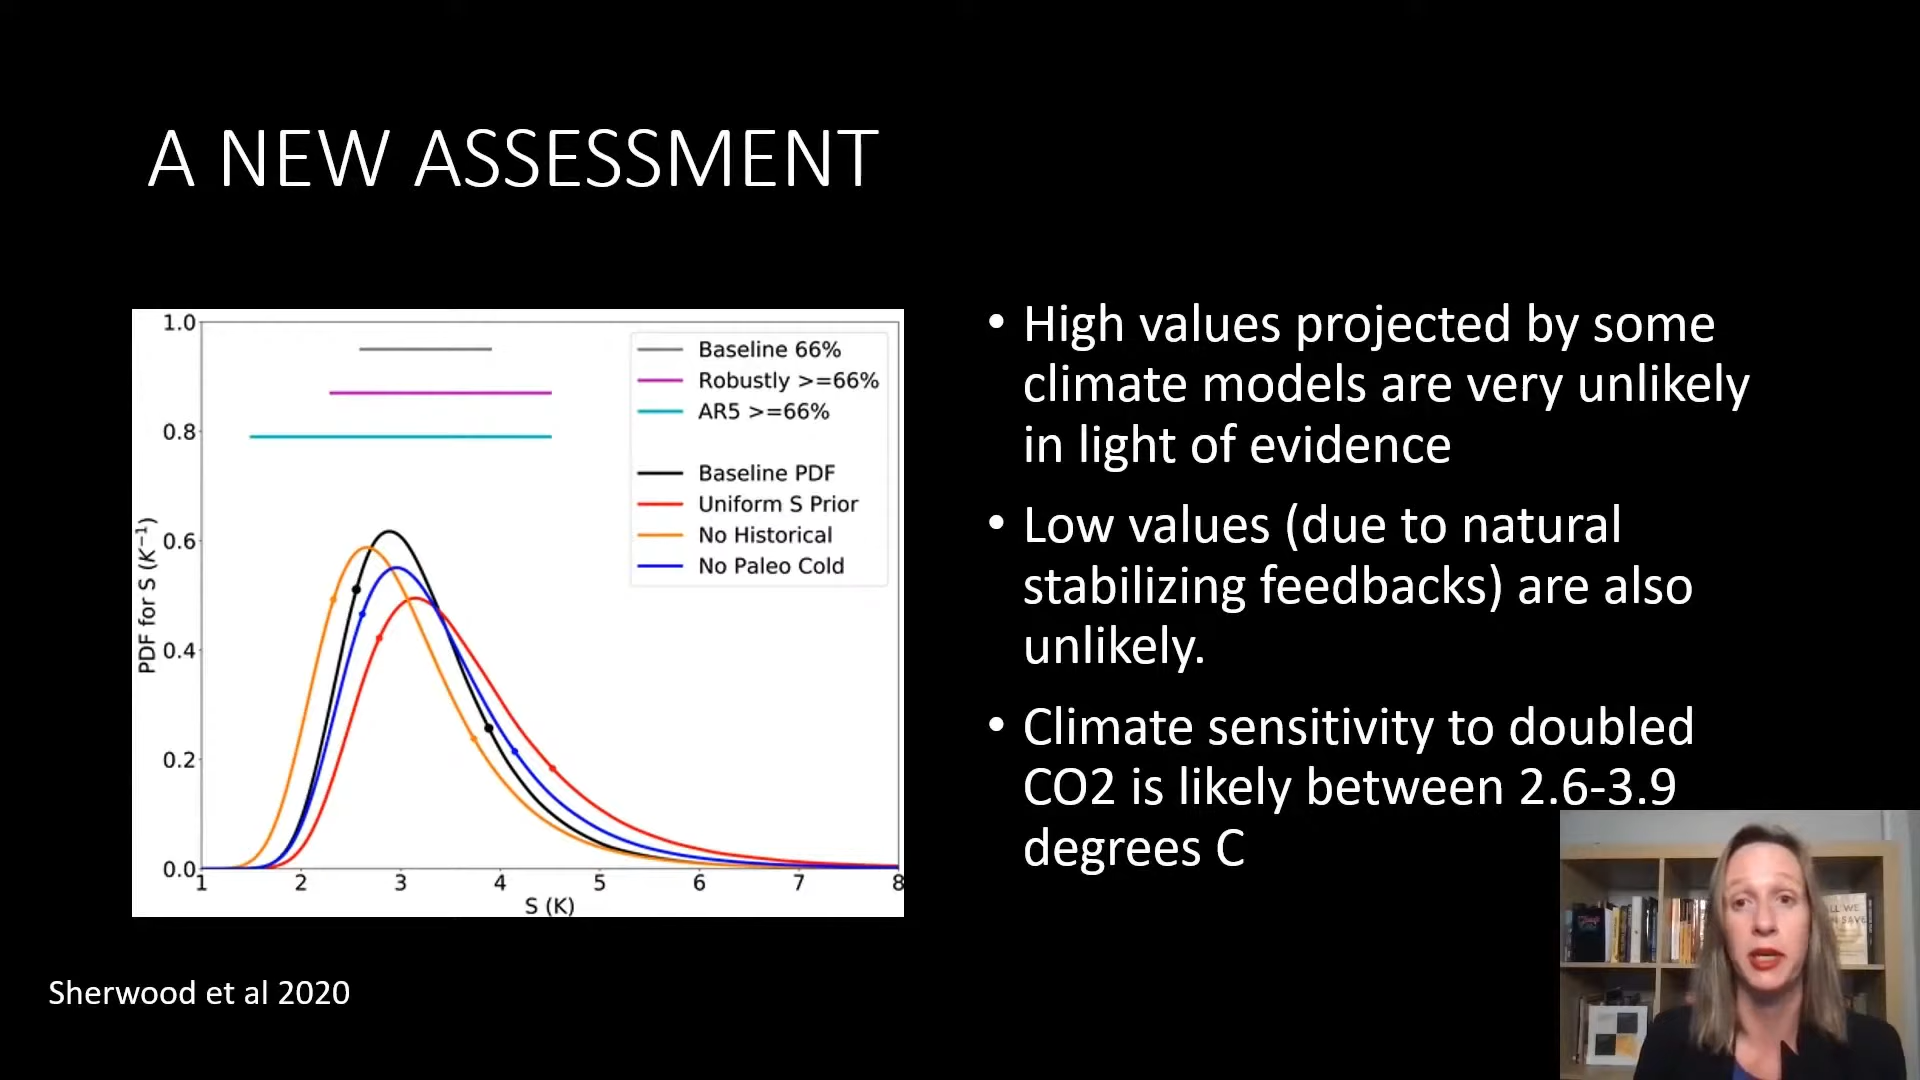 A NEW ASSESSMENT
1.0
0.8
0.6
0.4
0.2
0.0
PDF for S (K⁻¹)
Baseline 66%
Robustly >=66%
AR5 >=66%
Baseline PDF
Uniform S Prior
No Historical
No Paleo Cold
1 2 3 4 5 6 7 8
S (K)
• High values projected by some
climate models are very unlikely
in light of evidence
• Low values (due to natural
stabilizing feedbacks) are also
unlikely.
• Climate sensitivity to doubled
CO2 is likely between 2.6-3.9
degrees C
Sherwood et al 2020